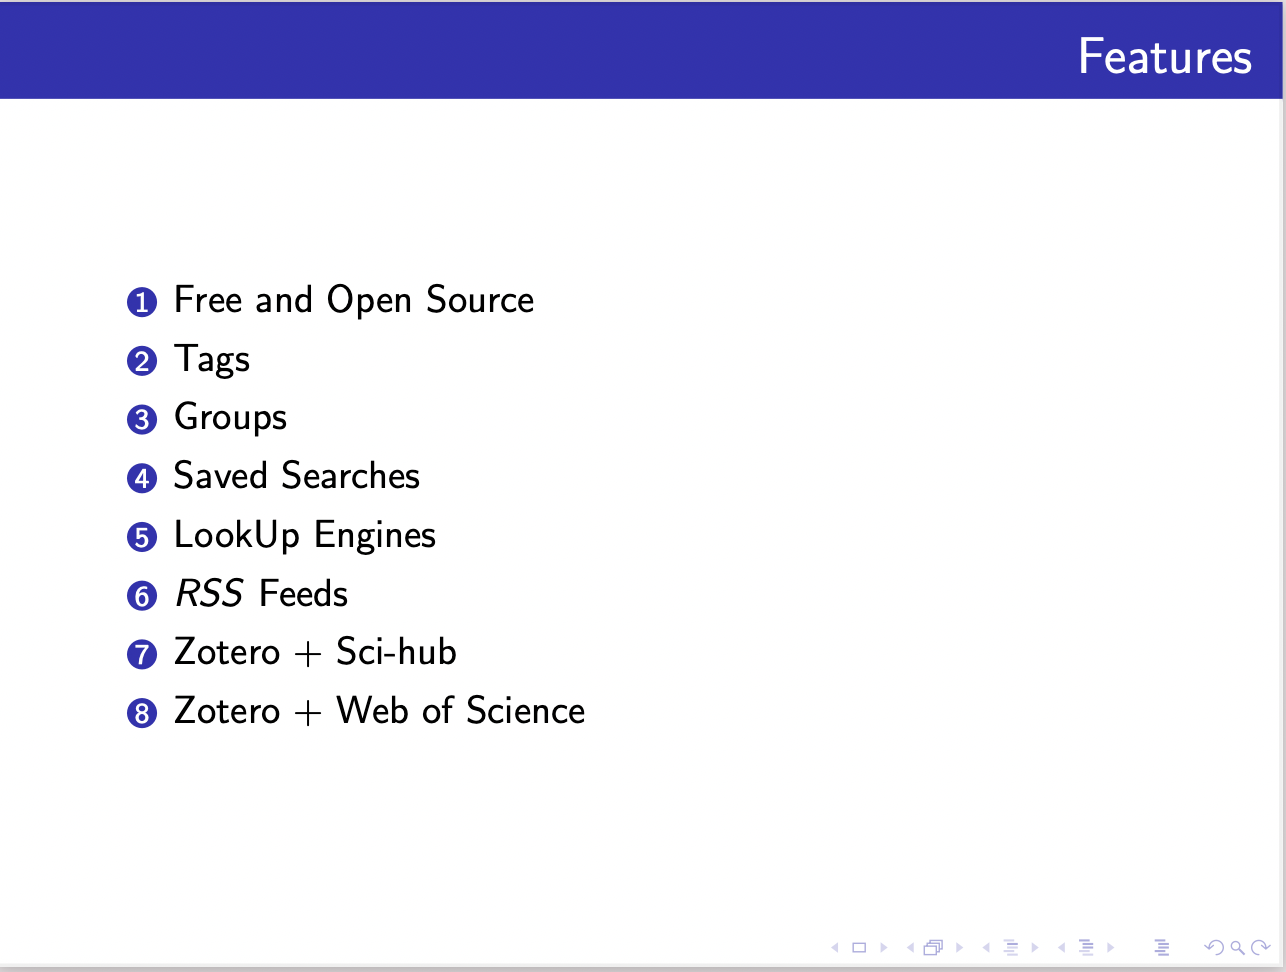 Features
1 Free and Open Source
2 Tags
3 Groups
4 Saved Searches
5 LookUp Engines
6 RSS Feeds
7 Zotero + Sci-hub
8 Zotero + Web of Science